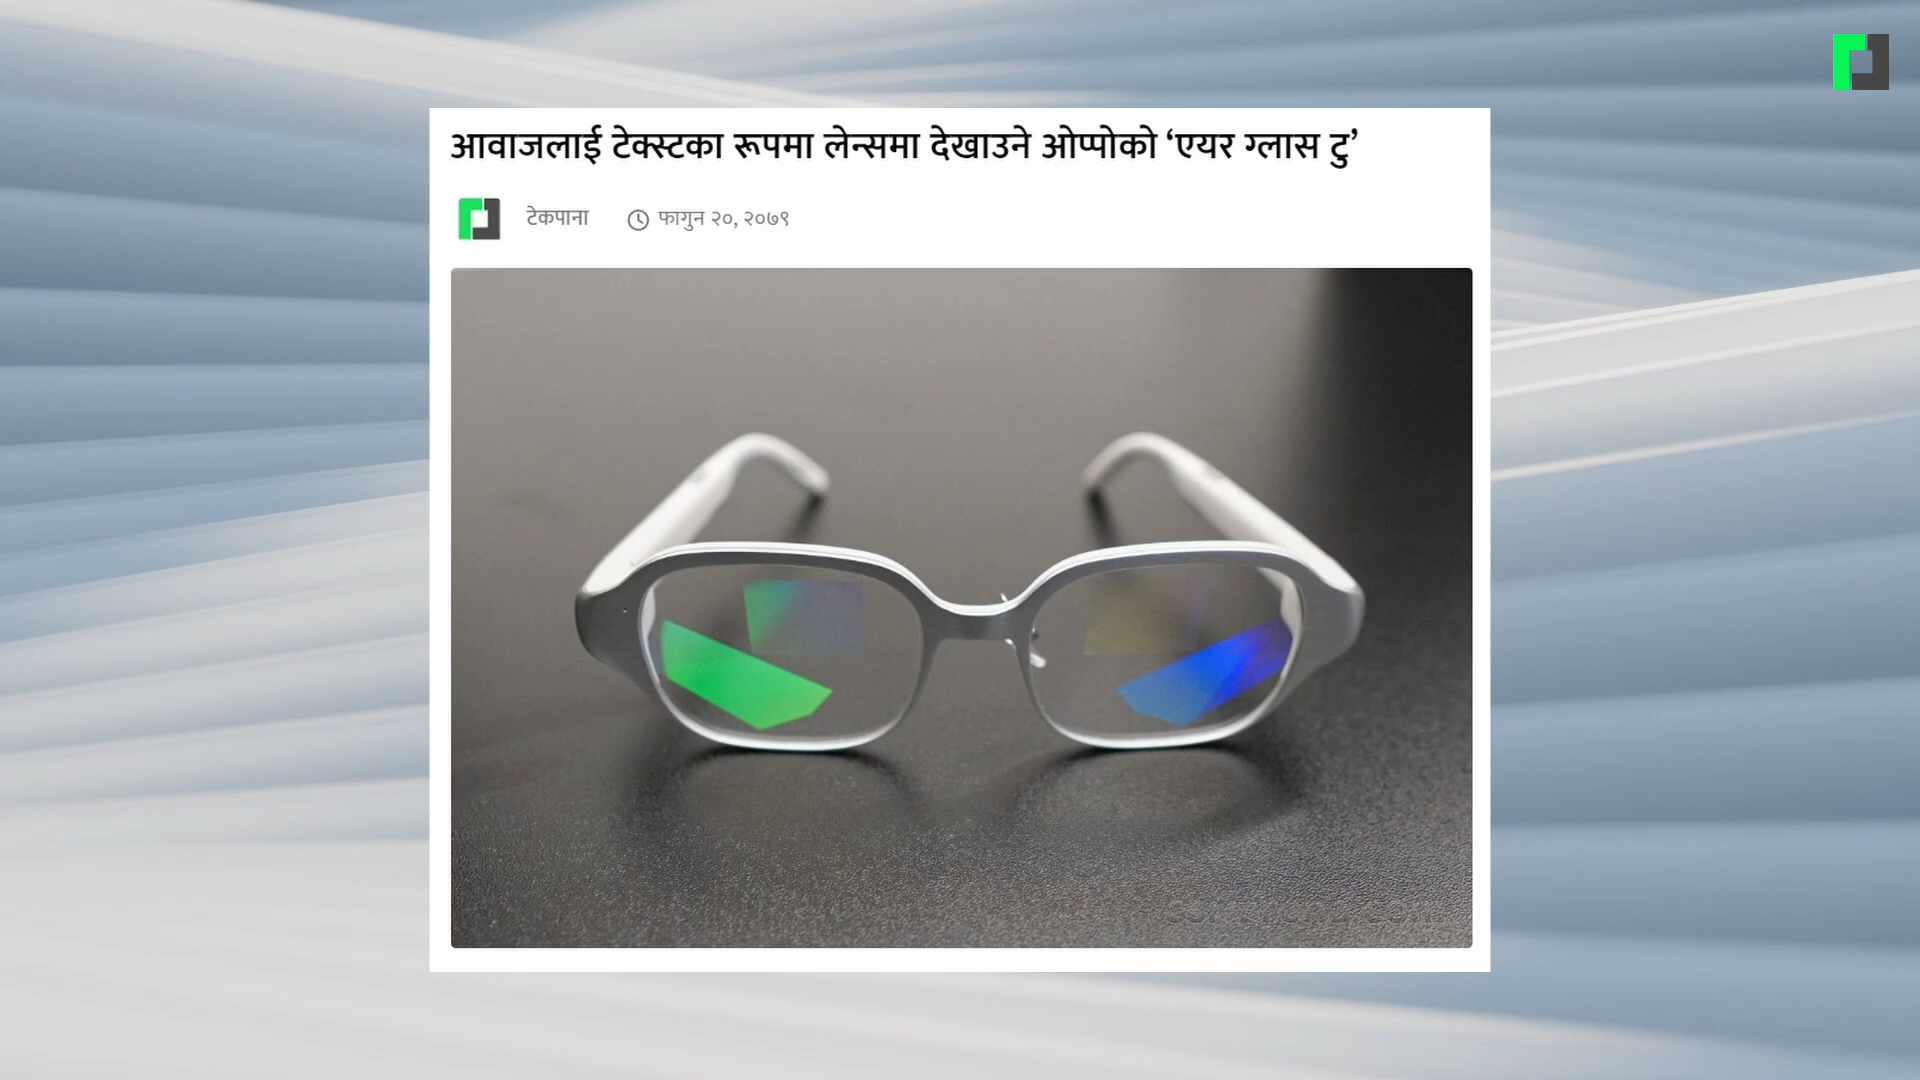 आवाजलाई टेक्स्टका रूपमा लेन्समा देखाउने ओप्पोको ‘एयर ग्लास टु’
टेकपाना फागुन २०, २०७९